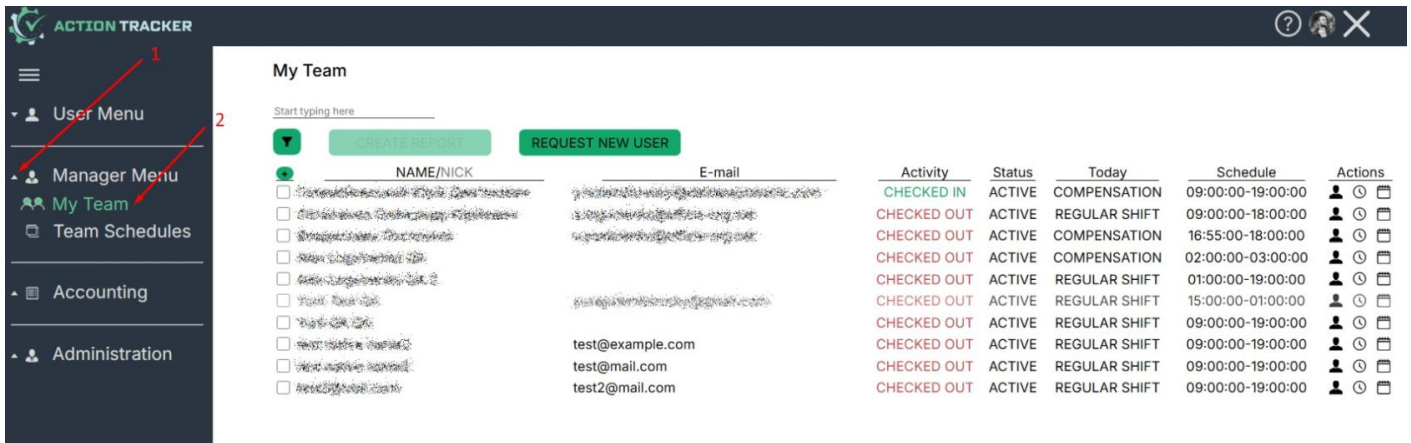 ACTION TRACKER
1
My Team
User Menu
Start typing here
2
CREATE REPORT REQUEST NEW USER
NAME/NICK E-mail Activity Status Today Schedule Actions
Manager Menu
My Team
Team Schedules
Accounting
Administration
CHECKED IN ACTIVE COMPENSATION 09:00:00-19:00:00
CHECKED OUT ACTIVE REGULAR SHIFT 09:00:00-18:00:00
CHECKED OUT ACTIVE COMPENSATION 16:55:00-18:00:00
CHECKED OUT ACTIVE COMPENSATION 02:00:00-03:00:00
CHECKED OUT ACTIVE REGULAR SHIFT 01:00:00-19:00:00
CHECKED OUT ACTIVE REGULAR SHIFT 15:00:00-01:00:00
CHECKED OUT ACTIVE REGULAR SHIFT 09:00:00-19:00:00
test@example.com CHECKED OUT ACTIVE REGULAR SHIFT 09:00:00-19:00:00
test@mail.com CHECKED OUT ACTIVE REGULAR SHIFT 09:00:00-19:00:00
test2@mail.com CHECKED OUT ACTIVE REGULAR SHIFT 09:00:00-19:00:00